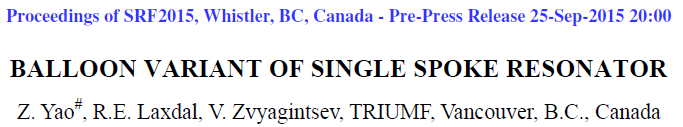 Proceedings of SRF2015, Whistler, BC, Canada - Pre-Press Release 25-Sep-2015 20:00
BALLOON VARIANT OF SINGLE SPOKE RESONATOR
Z. Yao#, R.E. Laxdal, V. Zvyagintsev, TRIUMF, Vancouver, B.C., Canada